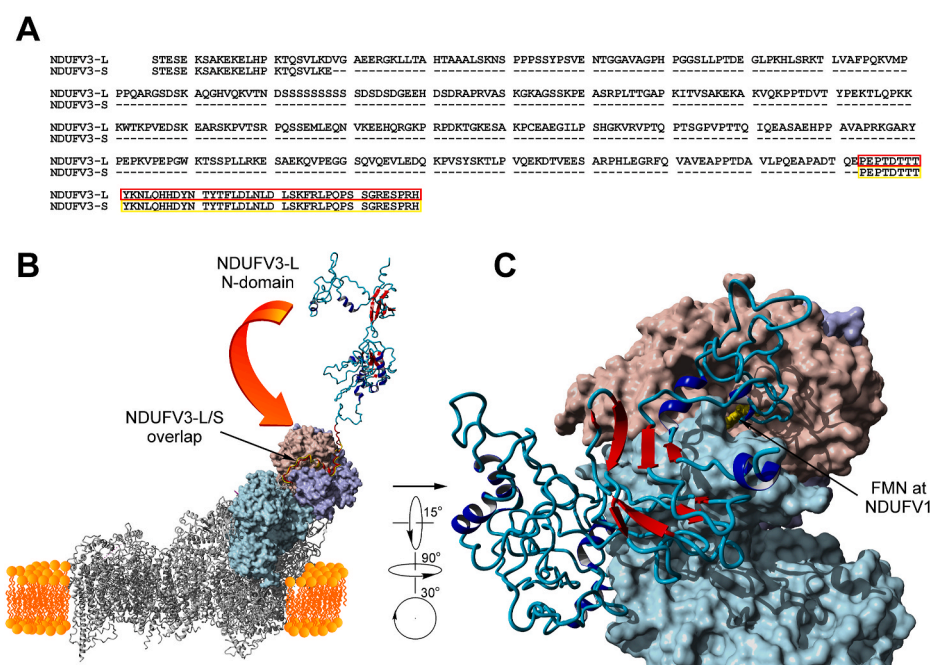 A
NDUFV3-L STESE KSAKEKELHP KTQSVLKDVG AAERGKLLTA HTAAALSKNS PPPSSYPSVE NTGGAVAGPH PGGSLLPTDE GLPKHLSRKT LVAFPQKVMP
NDUFV3-S STESE KSAKEKELHP KTQSVLKE-- ---------- ---------- ---------- ---------- ---------- ---------- ----------
NDUFV3-L PPQARGSDSK AQGHVQKVTN DSSSSSSSSS SDSDSDGEEH DSDRAPRVAS KGKAGSSKPE ASRPLTTGAP KITVSAKEKA KVQKPPTDVT YPEKTLQPKK
NDUFV3-S ---------- ---------- ---------- ---------- ---------- ---------- ---------- ---------- ---------- ----------
NDUFV3-L KWTKPVEDSK EARSKPVTSR PQSSEMLEQN VKEEHQRGKP RPDKTGKESA KPCEAEGILP SHGKVRVPTQ PTSGPVPTTQ IQEASAEHPP AVAPRKGARY
NDUFV3-S ---------- ---------- ---------- ---------- ---------- ---------- ---------- ---------- ---------- ----------
NDUFV3-L PEPKVPEPGW KTSSPLLRKE SAEKQVPEGG SQVQEVLEDQ KPVSYSKTLP VQEKDTVEES ARPHLEGRFQ VAVEAPPTDA VLPQEAPADT QEPEPTDTTT
NDUFV3-S ---------- ---------- ---------- ---------- ---------- ---------- ---------- ---------- ---------- --PEPTDTTT
NDUFV3-L YKNLQHHDYN TYTFLDLNLD LSKFRLPQPS SGRESPRH
NDUFV3-S YKNLQHHDYN TYTFLDLNLD LSKFRLPQPS SGRESPRH
B
NDUFV3-L
N-domain
NDUFV3-L/S
overlap
15°
90°
30°
C
FMN at
NDUFV1